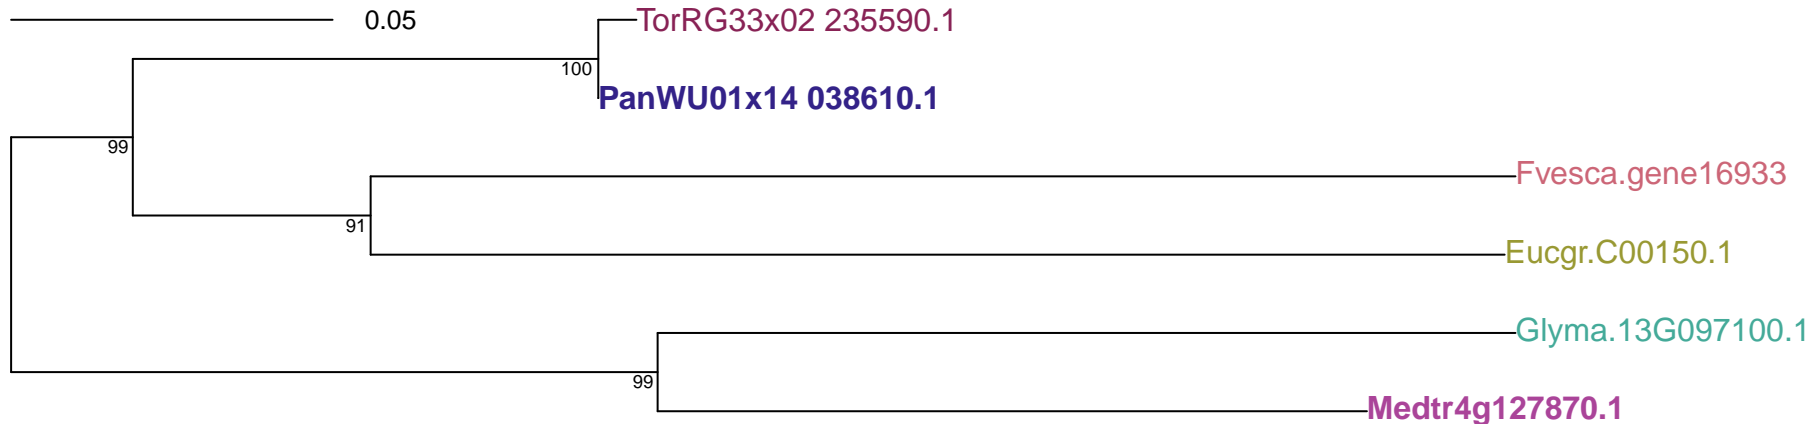 0.05
TorRG33x02 235590.1
100
PanWU01x14 038610.1
99
Fvesca.gene16933
91
Eucgr.C00150.1
Glyma.13G097100.1
99
Medtr4g127870.1